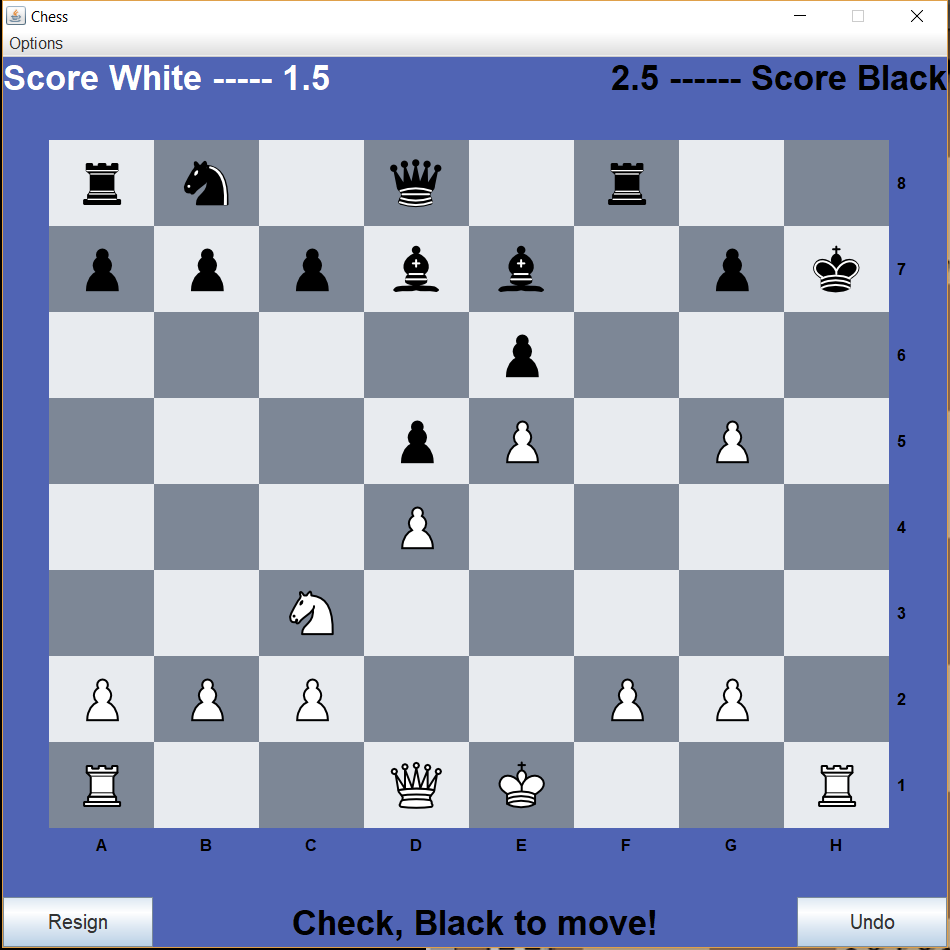 Chess
Options
Score White ----- 1.5
2.5 ------ Score Black
8
7
6
5
4
3
2
1
A B C D E F G H
Resign
Check, Black to move!
Undo